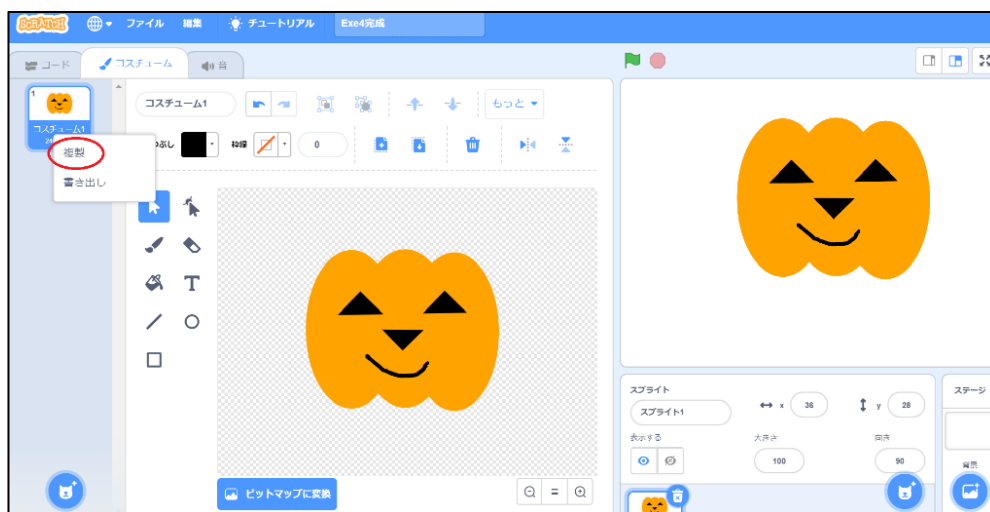 SCRATCH ファイル 編集 チュートリアル Exe4完成
コード コスチューム 音
1
コスチューム1
複製
書き出し
コスチューム1 もっと
ぶし 枠線 0
T
ビットマップに変換
スプライト
スプライト1
x 36 y 28
表示する 大きさ 向き
100 90
ステージ
背景